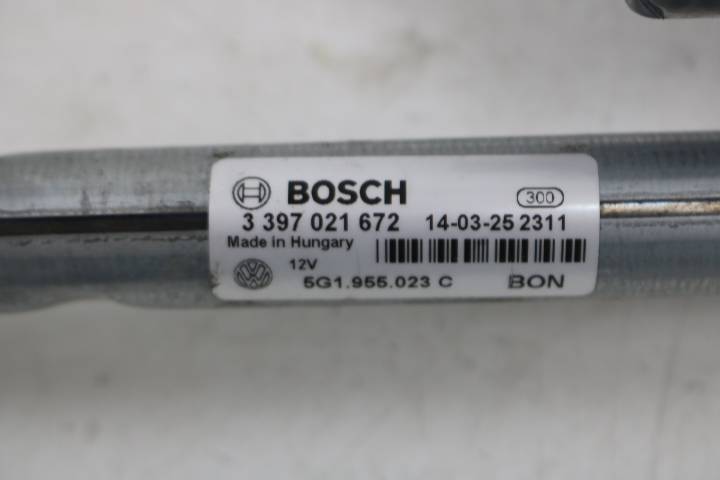 BOSCH 300
3 397 021 672 14-03-25 2311
Made in Hungary
12V
5G1.955.023 C BON